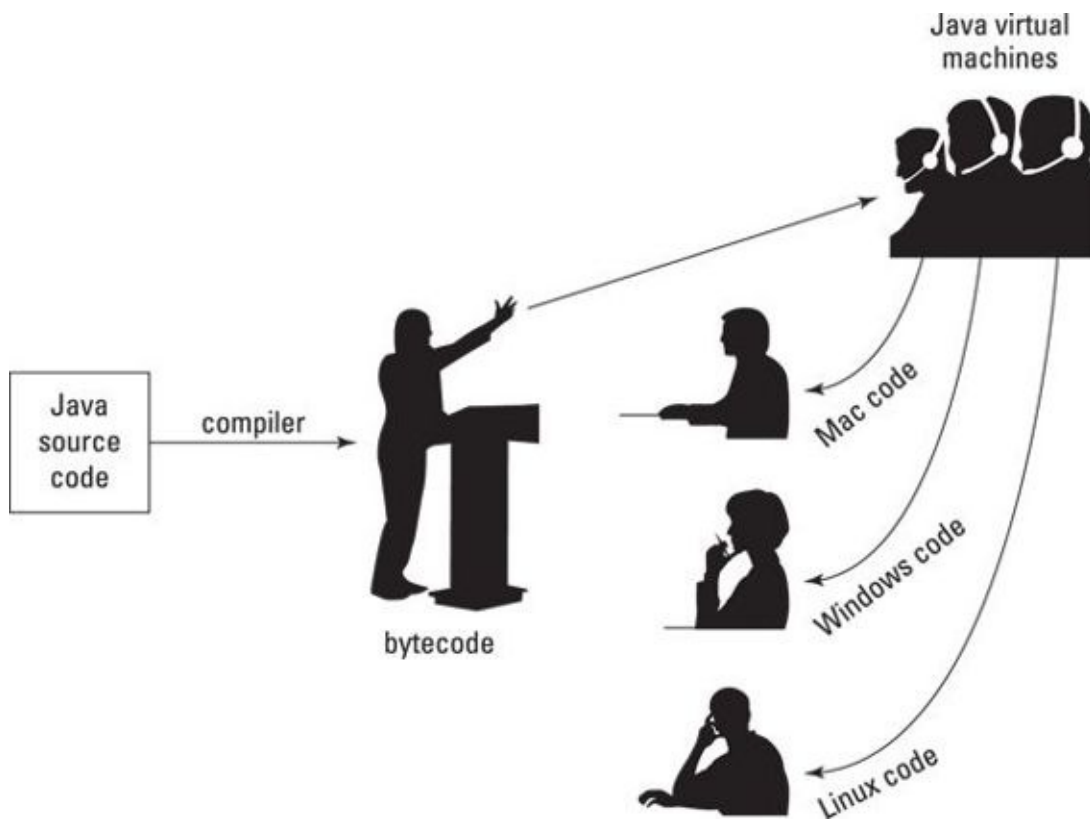 Java virtual
machines
Java
source
code
compiler
bytecode
Mac code
Windows code
Linux code